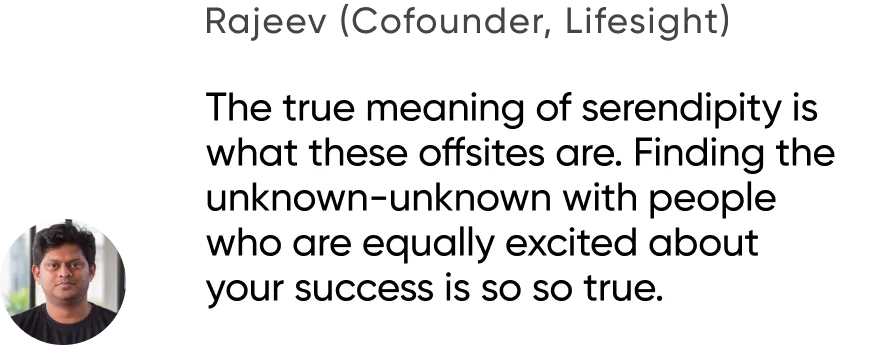 Rajeev (Cofounder, Lifesight)
The true meaning of serendipity is
what these offsites are. Finding the
unknown-unknown with people
who are equally excited about
your success is so so true.